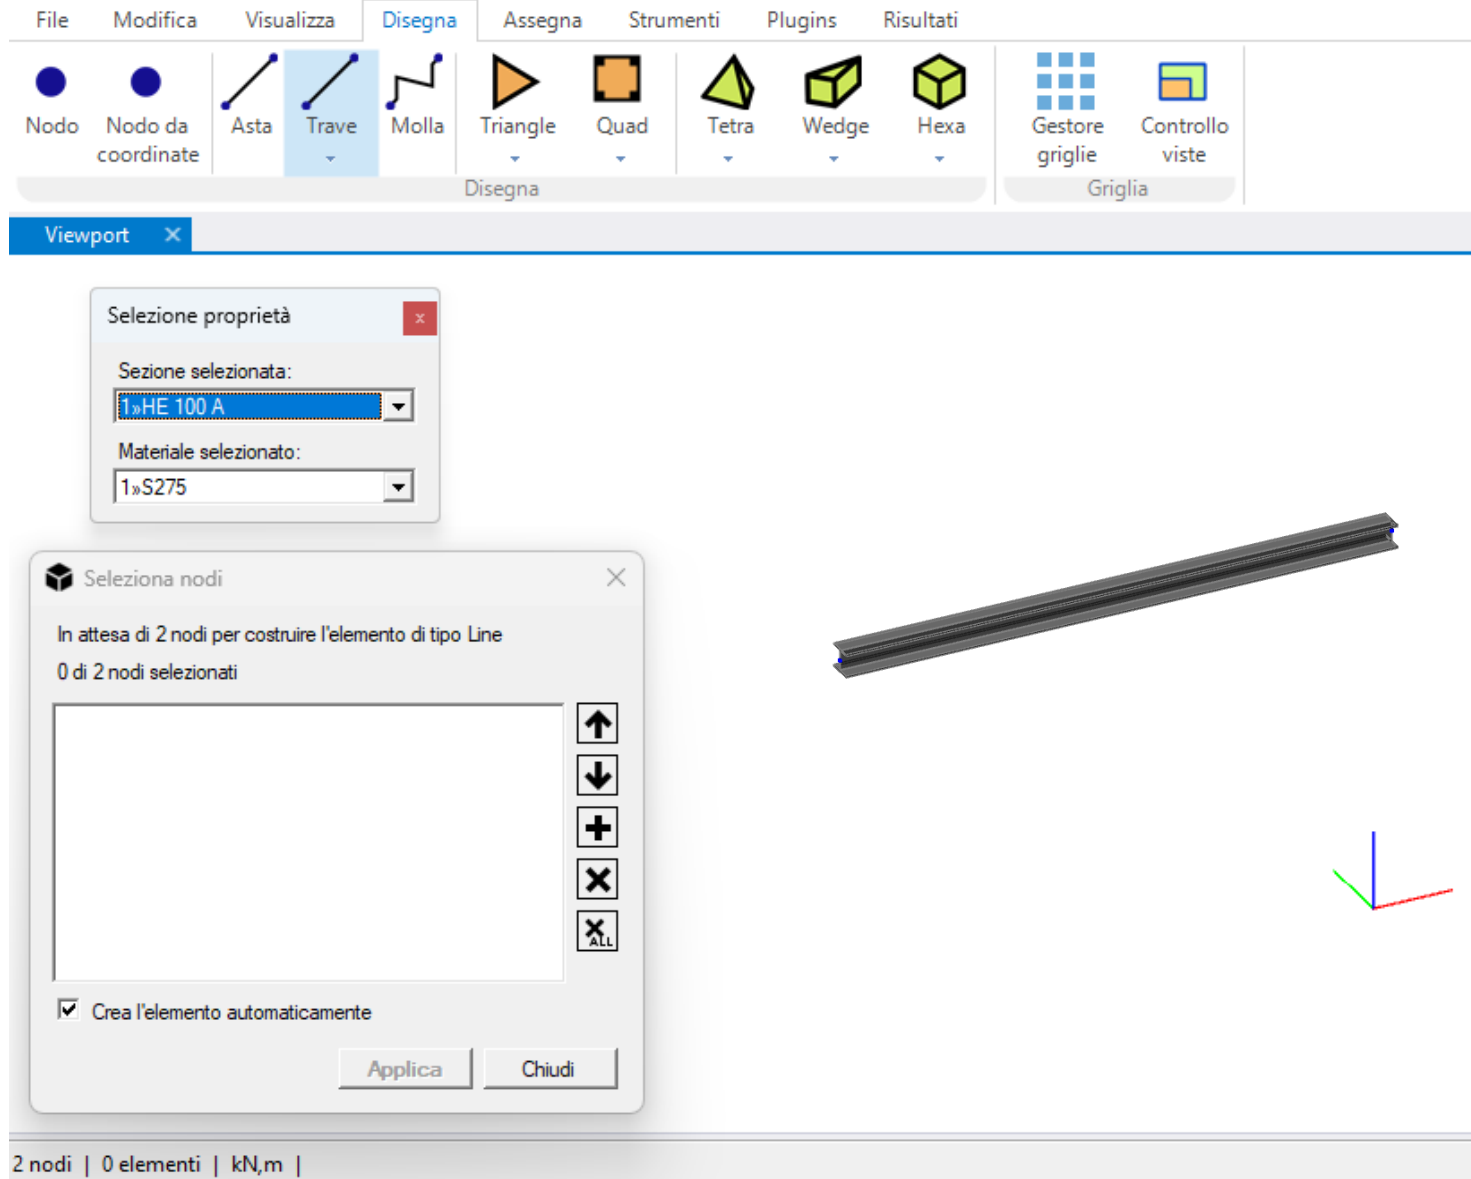 File Modifica Visualizza Disegna Assegna Strumenti Plugins Risultati
Nodo Nodo da coordinate Asta Trave Molla Triangle Quad Tetra Wedge Hexa Gestore griglie Controllo viste
Disegna Griglia
Viewport
Selezione proprietà
Sezione selezionata:
1»HE 100 A
Materiale selezionato:
1»S275
Seleziona nodi
In attesa di 2 nodi per costruire l'elemento di tipo Line
0 di 2 nodi selezionati
ALL
Crea l'elemento automaticamente
Applica Chiudi
2 nodi | 0 elementi | kN,m |